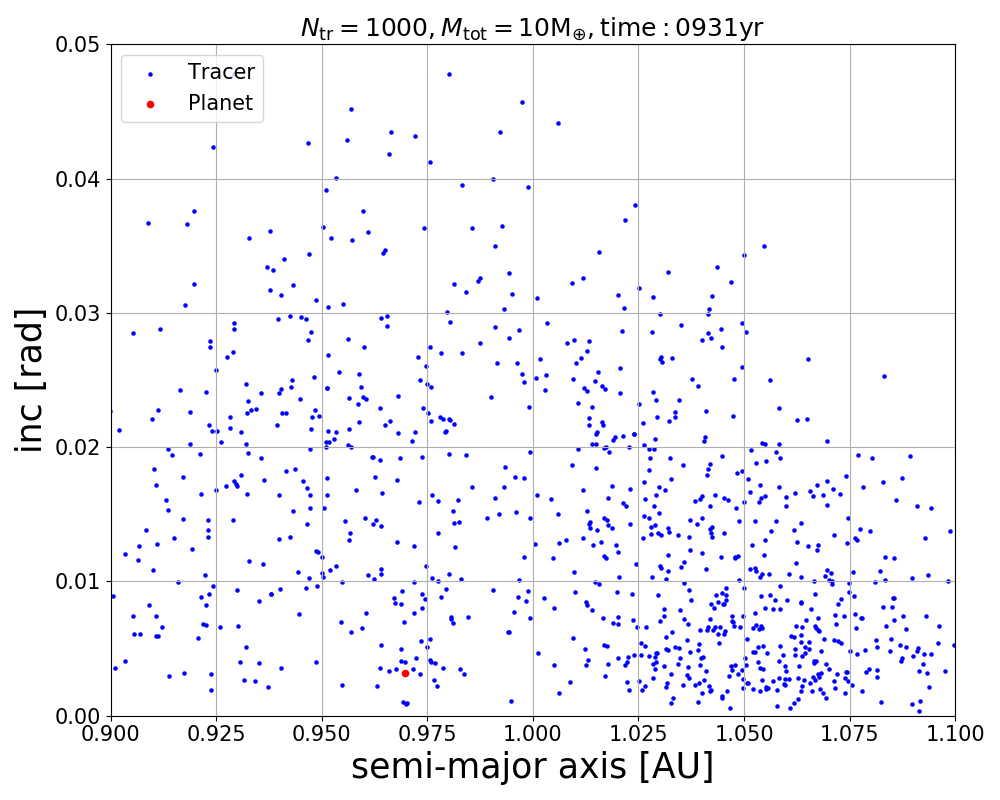 N_tr = 1000, M_tot = 10M_⊕, time : 0931yr
0.05
Tracer
Planet
0.04
0.03
inc [rad]
0.02
0.01
0.00
0.900 0.925 0.950 0.975 1.000 1.025 1.050 1.075 1.100
semi-major axis [AU]